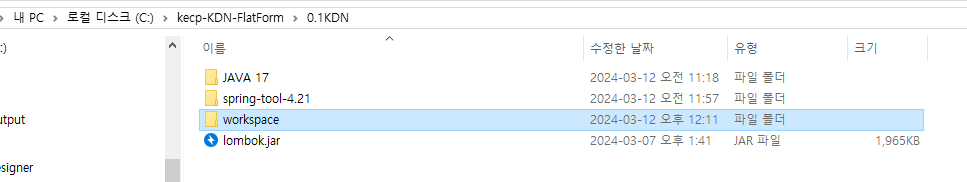 내 PC > 로컬 디스크 (C:) > kecp-KDN-FlatForm > 0.1KDN
:)
이름 수정한 날짜 유형 크기
JAVA 17 2024-03-12 오전 11:18 파일 폴더
spring-tool-4.21 2024-03-12 오전 11:57 파일 폴더
utput workspace 2024-03-12 오후 12:11 파일 폴더
lombok.jar 2024-03-07 오후 1:41 JAR 파일 1,965KB
esigner